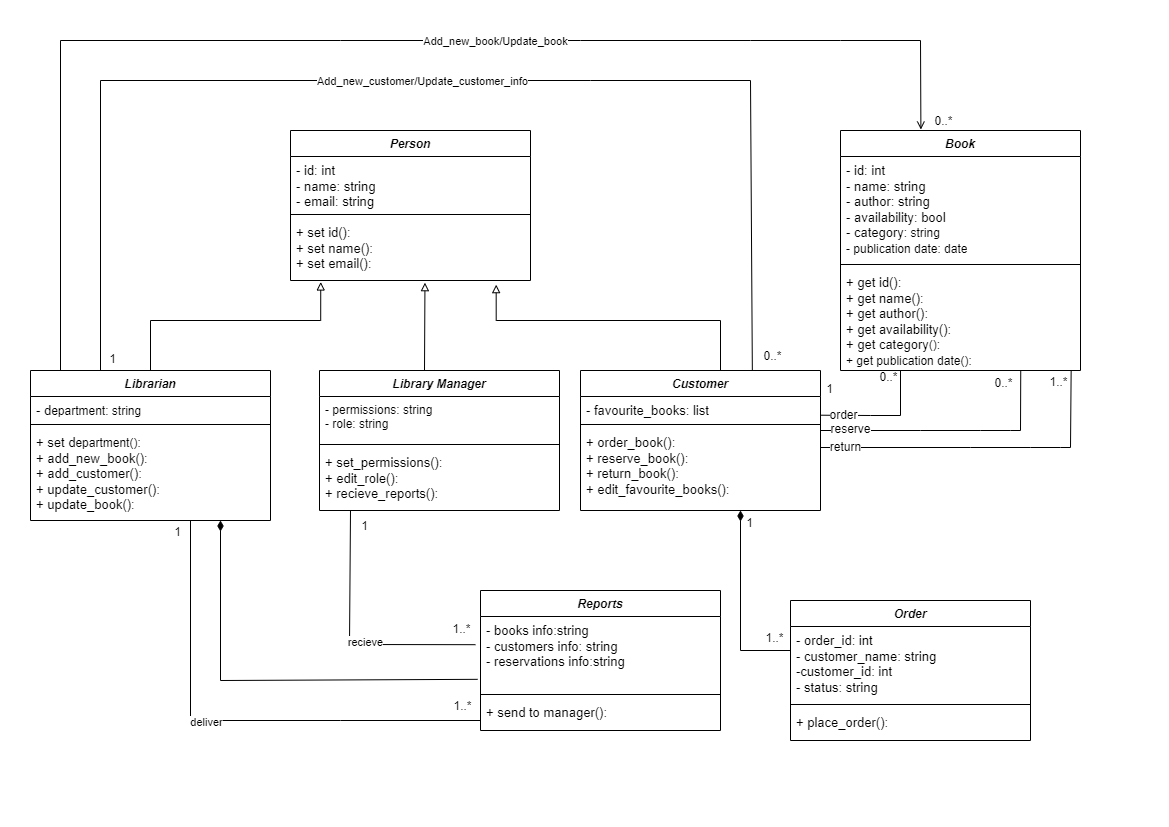 Add_new_book/Update_book
Add_new_customer/Update_customer_info
0..*
Person
- id: int
- name: string
- email: string
+ set id():
+ set name():
+ set email():
Book
- id: int
- name: string
- author: string
- availability: bool
- category: string
- publication date: date
+ get id():
+ get name():
+ get author():
+ get availability():
+ get category():
+ get publication date():
1
0..*
Librarian
- department: string
+ set department():
+ add_new_book():
+ add_customer():
+ update_customer():
+ update_book():
Library Manager
- permissions: string
- role: string
+ set_permissions():
+ edit_role():
+ recieve_reports():
Customer
- favourite_books: list
+ order_book():
+ reserve_book():
+ return_book():
+ edit_favourite_books():
1
0..*
0..*
1..*
order
reserve
return
1
1
1
Reports
- books info:string
- customers info: string
- reservations info:string
+ send to manager():
1..*
recieve
1..*
deliver
Order
- order_id: int
- customer_name: string
-customer_id: int
- status: string
+ place_order():
1..*